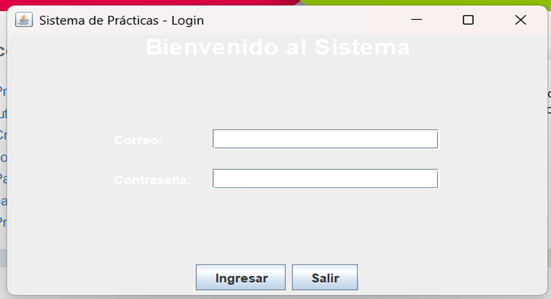 Sistema de Prácticas - Login
Bienvenido al Sistema
Correo:
Contraseña:
Ingresar
Salir